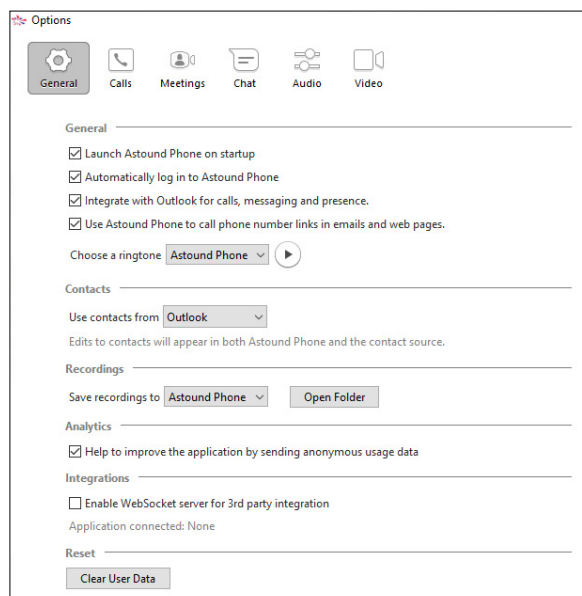 Options
General Calls Meetings Chat Audio Video
General
Launch Astound Phone on startup
Automatically log in to Astound Phone
Integrate with Outlook for calls, messaging and presence.
Use Astound Phone to call phone number links in emails and web pages.
Choose a ringtone Astound Phone
Contacts
Use contacts from Outlook
Edits to contacts will appear in both Astound Phone and the contact source.
Recordings
Save recordings to Astound Phone Open Folder
Analytics
Help to improve the application by sending anonymous usage data
Integrations
Enable WebSocket server for 3rd party integration
Application connected: None
Reset
Clear User Data